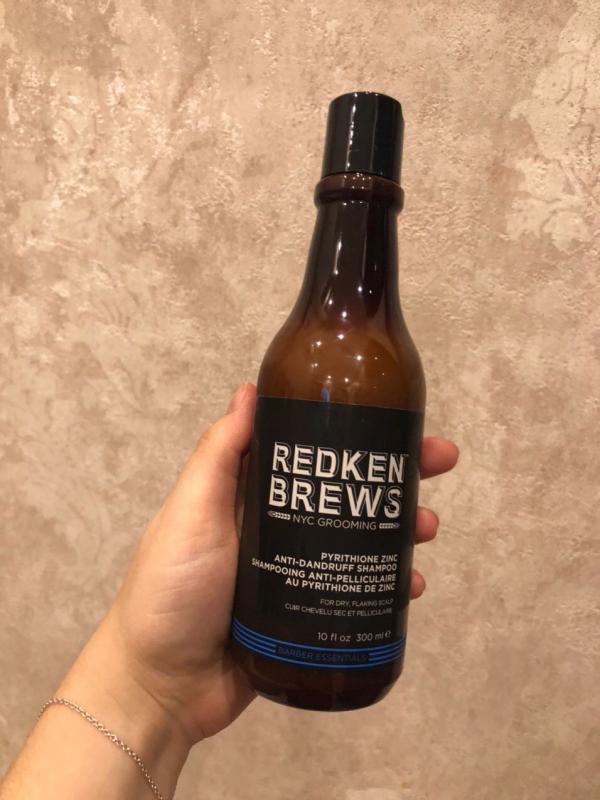 REDKEN™
BREWS
NYC GROOMING
PYRITHIONE ZINC
ANTI-DANDRUFF SHAMPOO
SHAMPOOING ANTI-PELLICULAIRE
AU PYRITHIONE DE ZINC
FOR DRY, FLAKING SCALP
CUIR CHEVELU SEC ET PELLICULAIRE
10 fl oz 300 ml ℮
BARBER ESSENTIALS